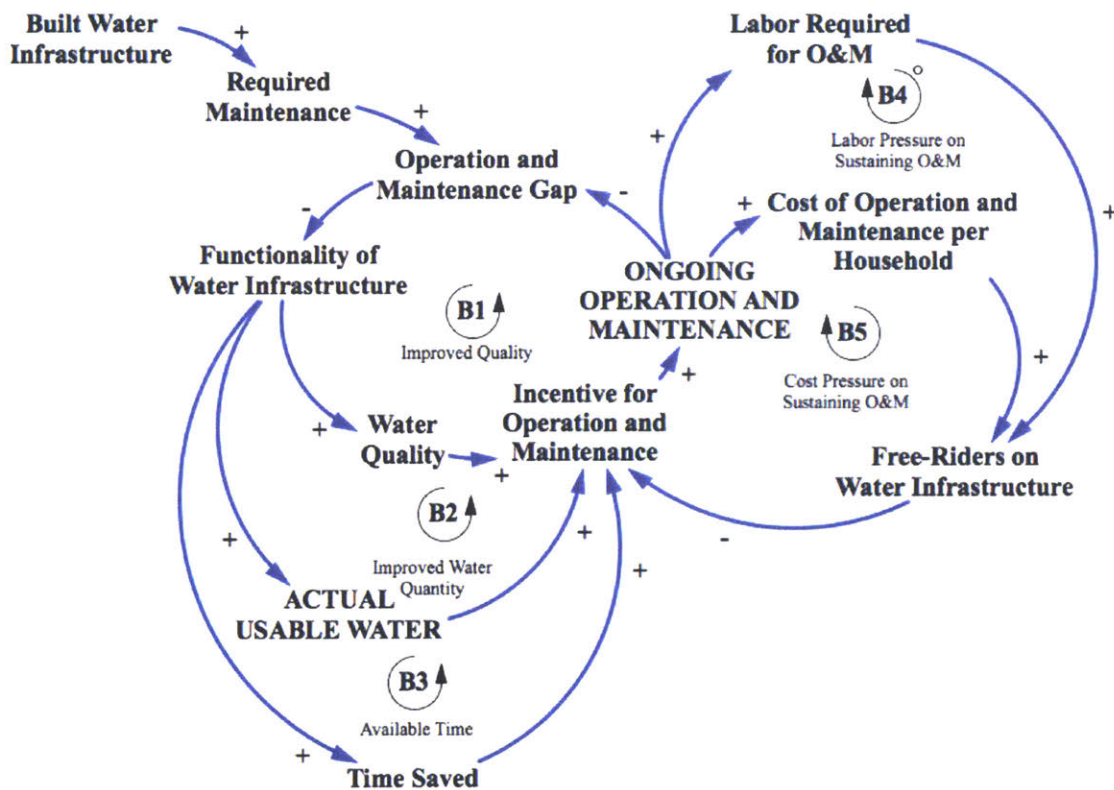 Built Water
Infrastructure
+
Required
Maintenance
+
Operation and
Maintenance Gap
-
-
Functionality of
Water Infrastructure
Labor Required
for O&M
B4
Labor Pressure on
Sustaining O&M
+
+
+
Cost of Operation and
Maintenance per
Household
ONGOING
OPERATION AND
MAINTENANCE
B1
Improved Quality
B5
Cost Pressure on
Sustaining O&M
+
+
Incentive for
Operation and
Maintenance
+
Water
Quality
+
Free-Riders on
Water Infrastructure
-
B2
Improved Water
Quantity
+
+
+
ACTUAL
USABLE WATER
B3
Available Time
+
Time Saved